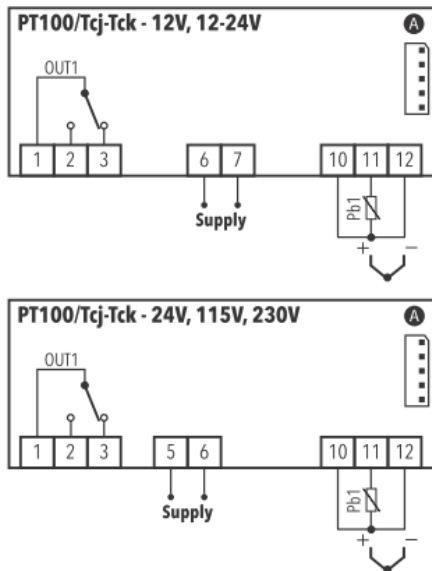 PT100/Tcj-Tck - 12V, 12-24V A
OUT1
1 2 3 6 7 10 11 12
Pb1
Supply
+ −
PT100/Tcj-Tck - 24V, 115V, 230V A
OUT1
1 2 3 5 6 10 11 12
Pb1
Supply
+ −